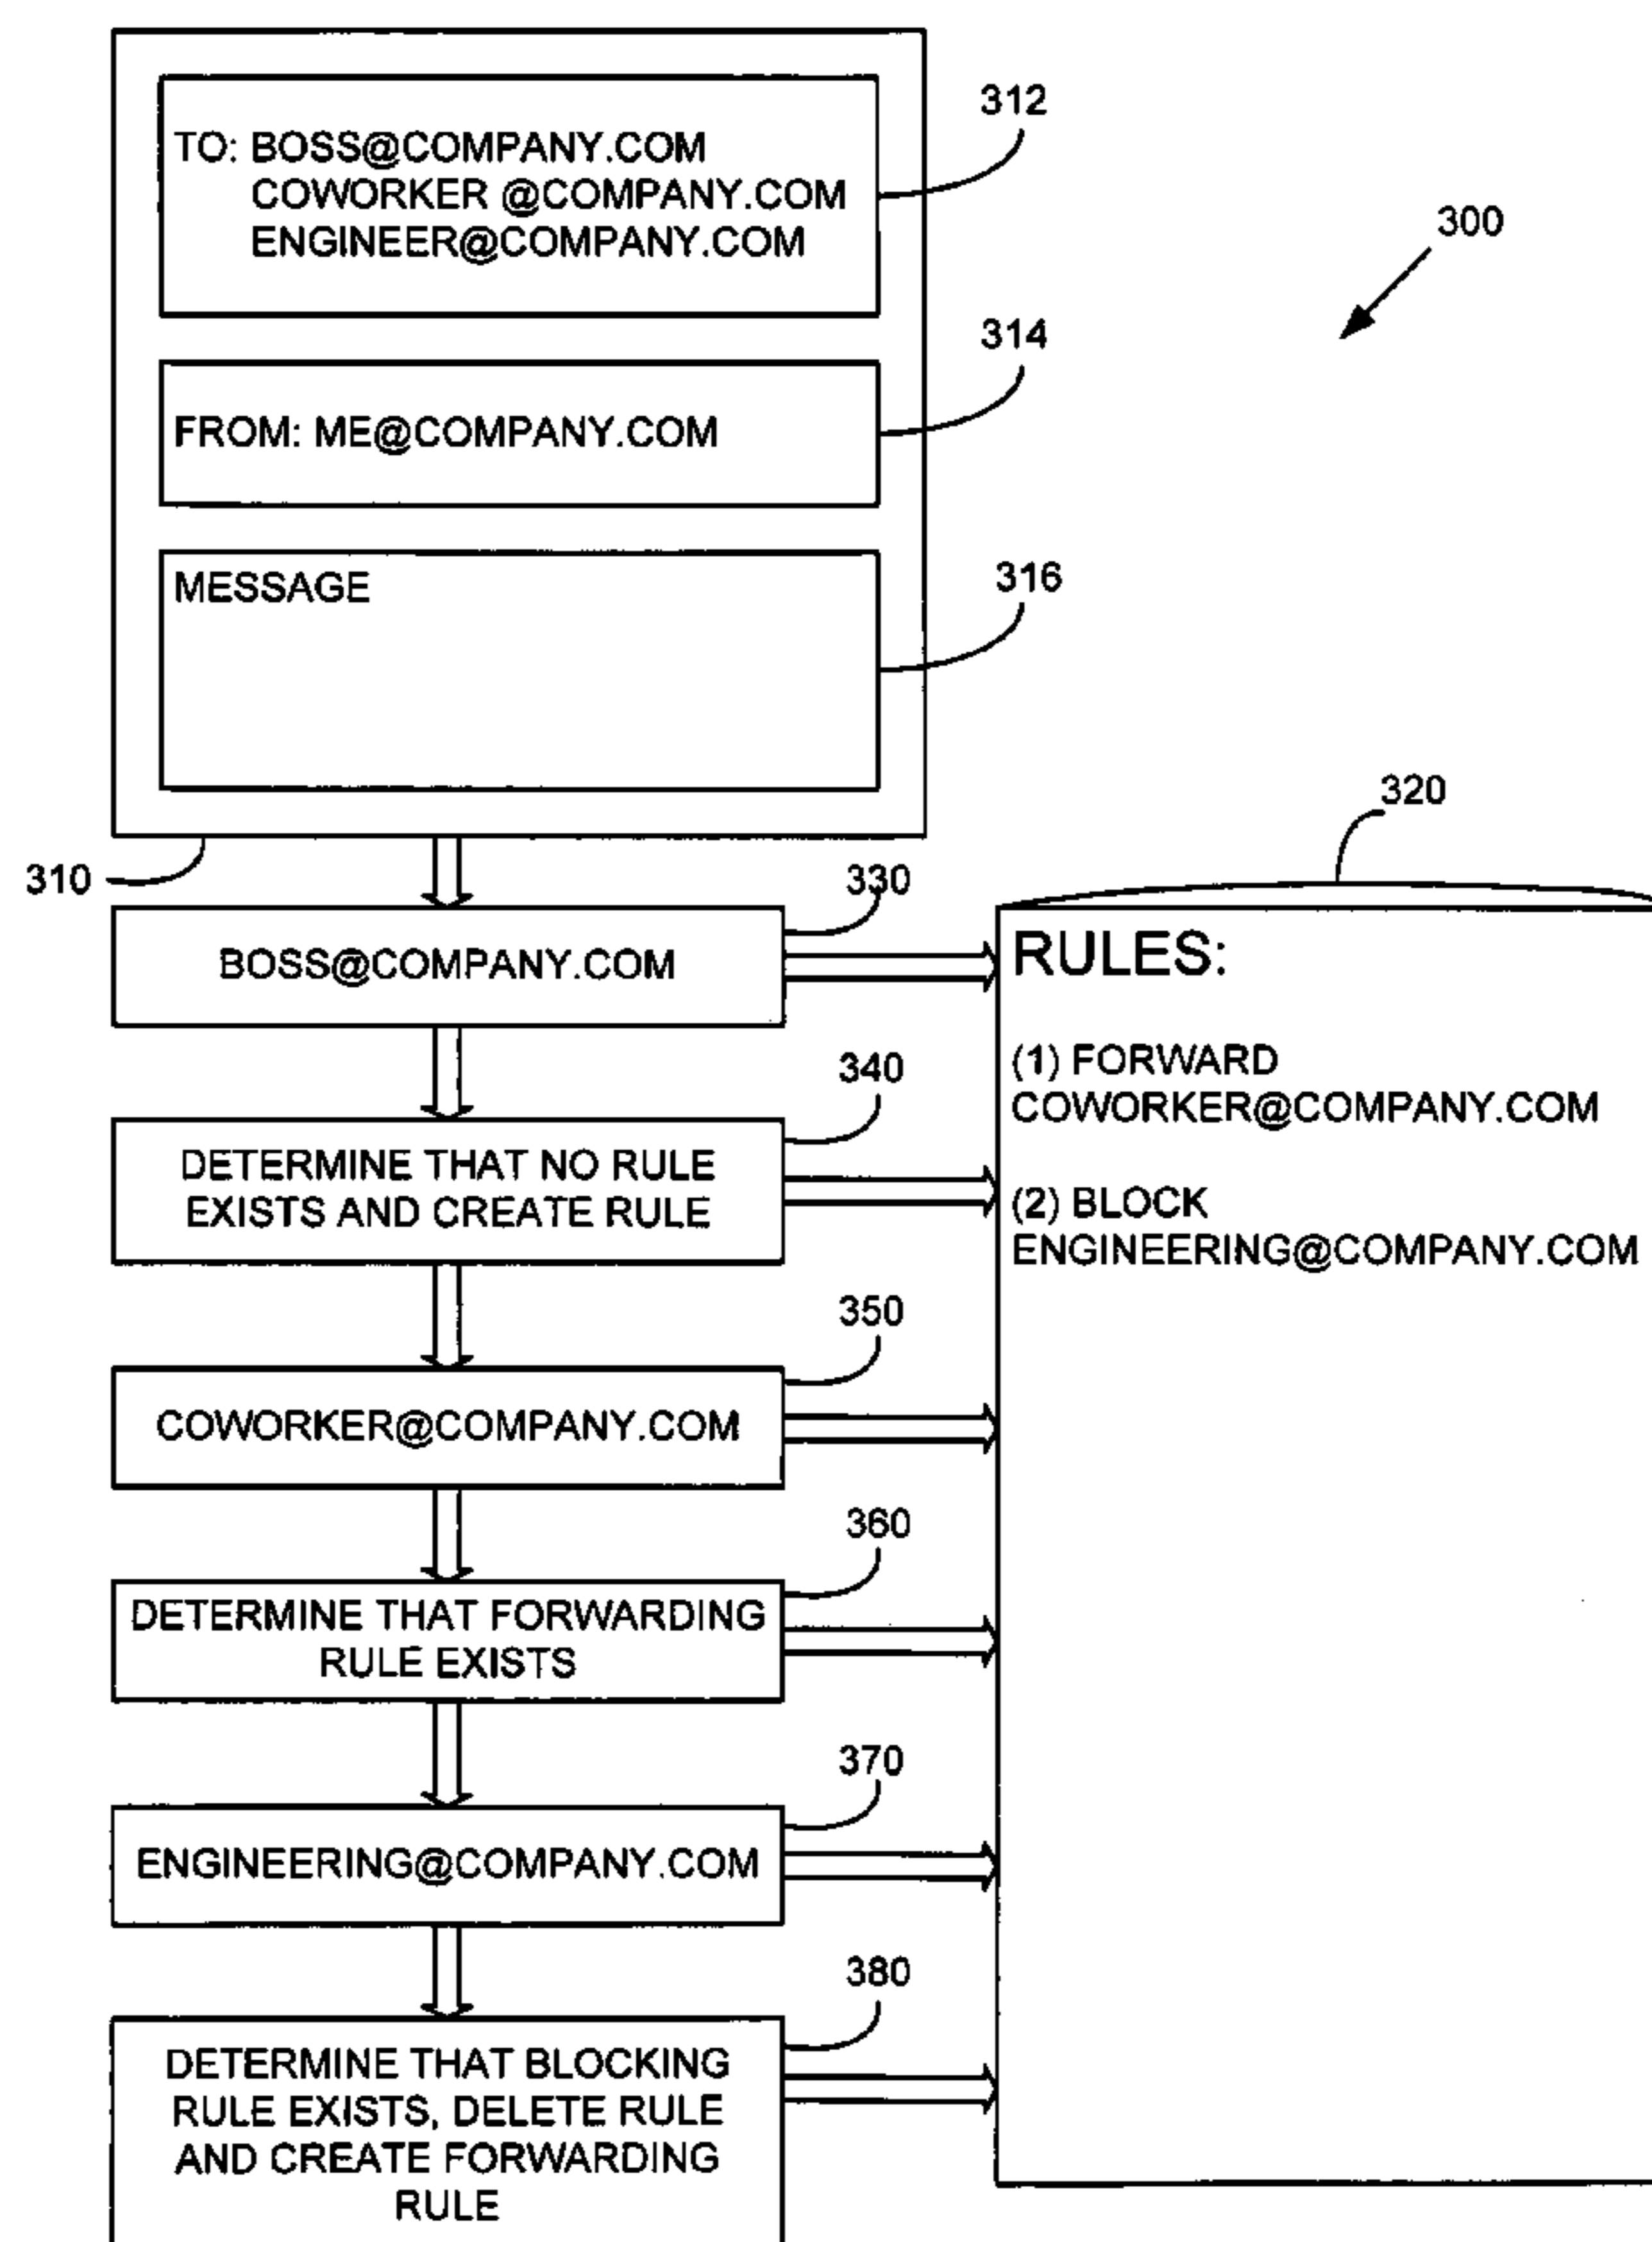 312
TO: BOSS@COMPANY.COM
COWORKER @COMPANY.COM
ENGINEER@COMPANY.COM
300
314
FROM: ME@COMPANY.COM
316
MESSAGE
320
310
330
BOSS@COMPANY.COM
RULES:
340
(1) FORWARD
COWORKER@COMPANY.COM
DETERMINE THAT NO RULE
EXISTS AND CREATE RULE
(2) BLOCK
ENGINEERING@COMPANY.COM
350
COWORKER@COMPANY.COM
360
DETERMINE THAT FORWARDING
RULE EXISTS
370
ENGINEERING@COMPANY.COM
380
DETERMINE THAT BLOCKING
RULE EXISTS, DELETE RULE
AND CREATE FORWARDING
RULE